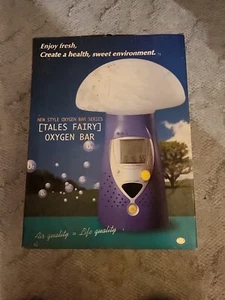 Enjoy fresh,
Create a health, sweet environment.
NEW STYLE OXYGEN BAR SERIES
[TALES FAIRY]
OXYGEN BAR
Air quality = Life quality